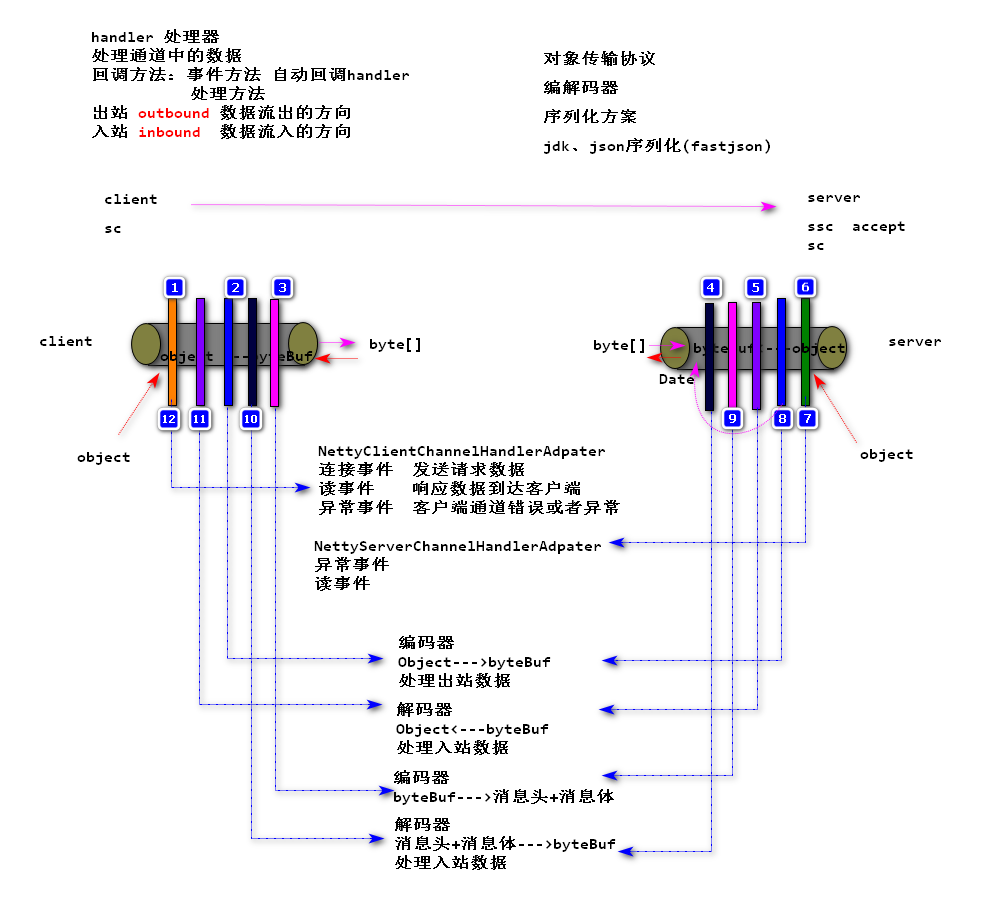 handler 处理器
处理通道中的数据
回调方法: 事件方法 自动回调handler
处理方法
出站 outbound 数据流出的方向
入站 inbound 数据流入的方向
对象传输协议
编解码器
序列化方案
jdk、json序列化(fastjson)
client
sc
server
ssc accept
sc
1
2
3
4
5
6
client
object ---byteBuf
byte[]
byte[]
bytebuf---object
server
Date
12
11
10
9
8
7
object
object
NettyClientChannelHandlerAdpater
连接事件 发送请求数据
读事件 响应数据到达客户端
异常事件 客户端通道错误或者异常
NettyServerChannelHandlerAdpater
异常事件
读事件
编码器
Object--->byteBuf
处理出站数据
解码器
Object<---byteBuf
处理入站数据
编码器
byteBuf--->消息头+消息体
解码器
消息头+消息体--->byteBuf
处理入站数据